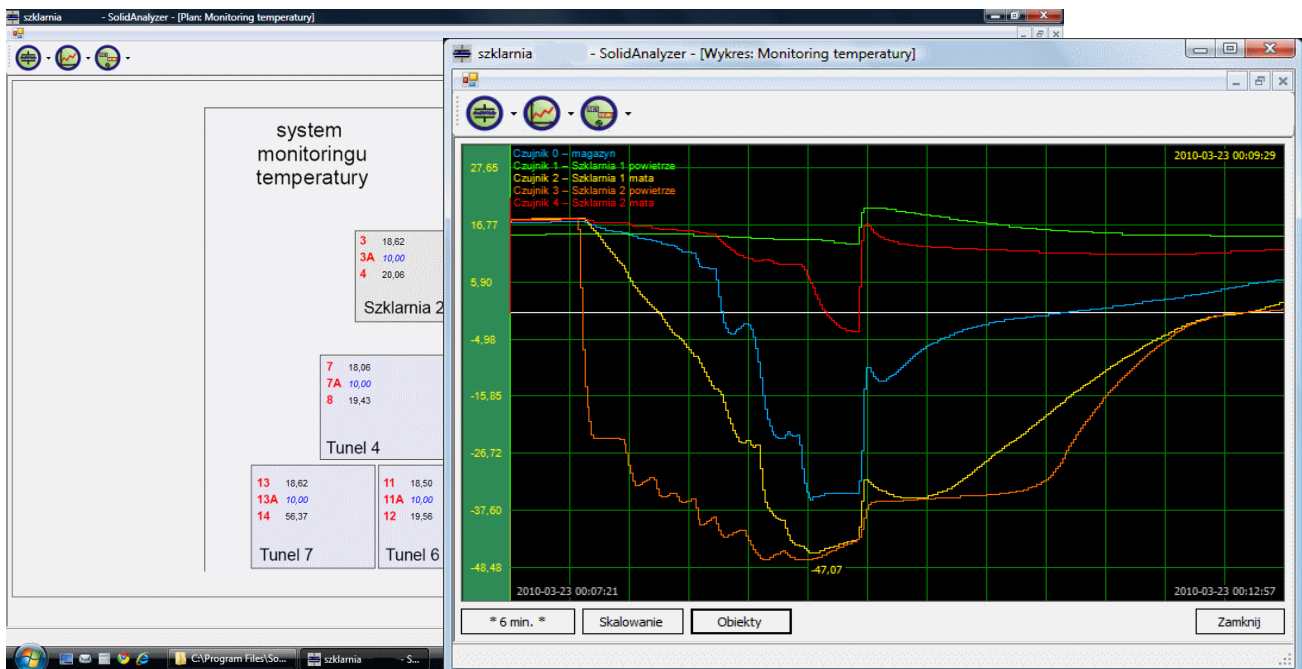 szklarnia - SolidAnalyzer - [Plan: Monitoring temperatury]
system
monitoringu
temperatury
3 18,62
3A 10,00
4 20,06
Szklarnia 2
7 18,06
7A 10,00
8 19,43
Tunel 4
13 18,62
13A 10,00
14 56,37
Tunel 7
11 18,50
11A 10,00
12 19,56
Tunel 6
szklarnia - SolidAnalyzer - [Wykres: Monitoring temperatury]
Czujnik 0 – magazyn
Czujnik 1 – Szklarnia 1 powietrze
Czujnik 2 – Szklarnia 1 mata
Czujnik 3 – Szklarnia 2 powietrze
Czujnik 4 – Szklarnia 2 mata
2010-03-23 00:09:29
27,65
16,77
5,90
-4,98
-15,85
-26,72
-37,60
-48,48
-47,07
2010-03-23 00:07:21
2010-03-23 00:12:57
* 6 min. *
Skalowanie
Obiekty
Zamknij
C:\Program Files\So...
szklarnia - S...